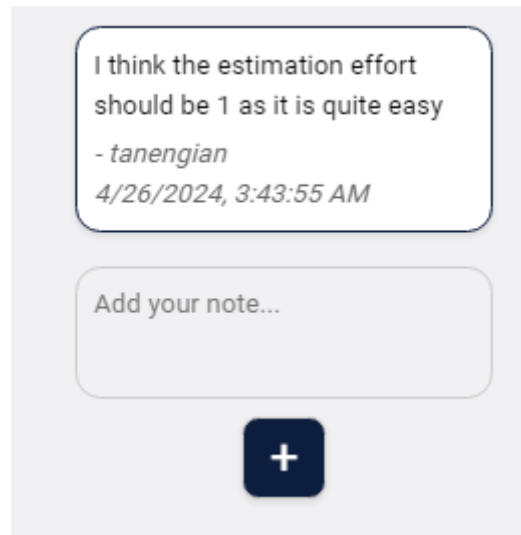 I think the estimation effort
should be 1 as it is quite easy
- tanengian
4/26/2024, 3:43:55 AM
Add your note...
+